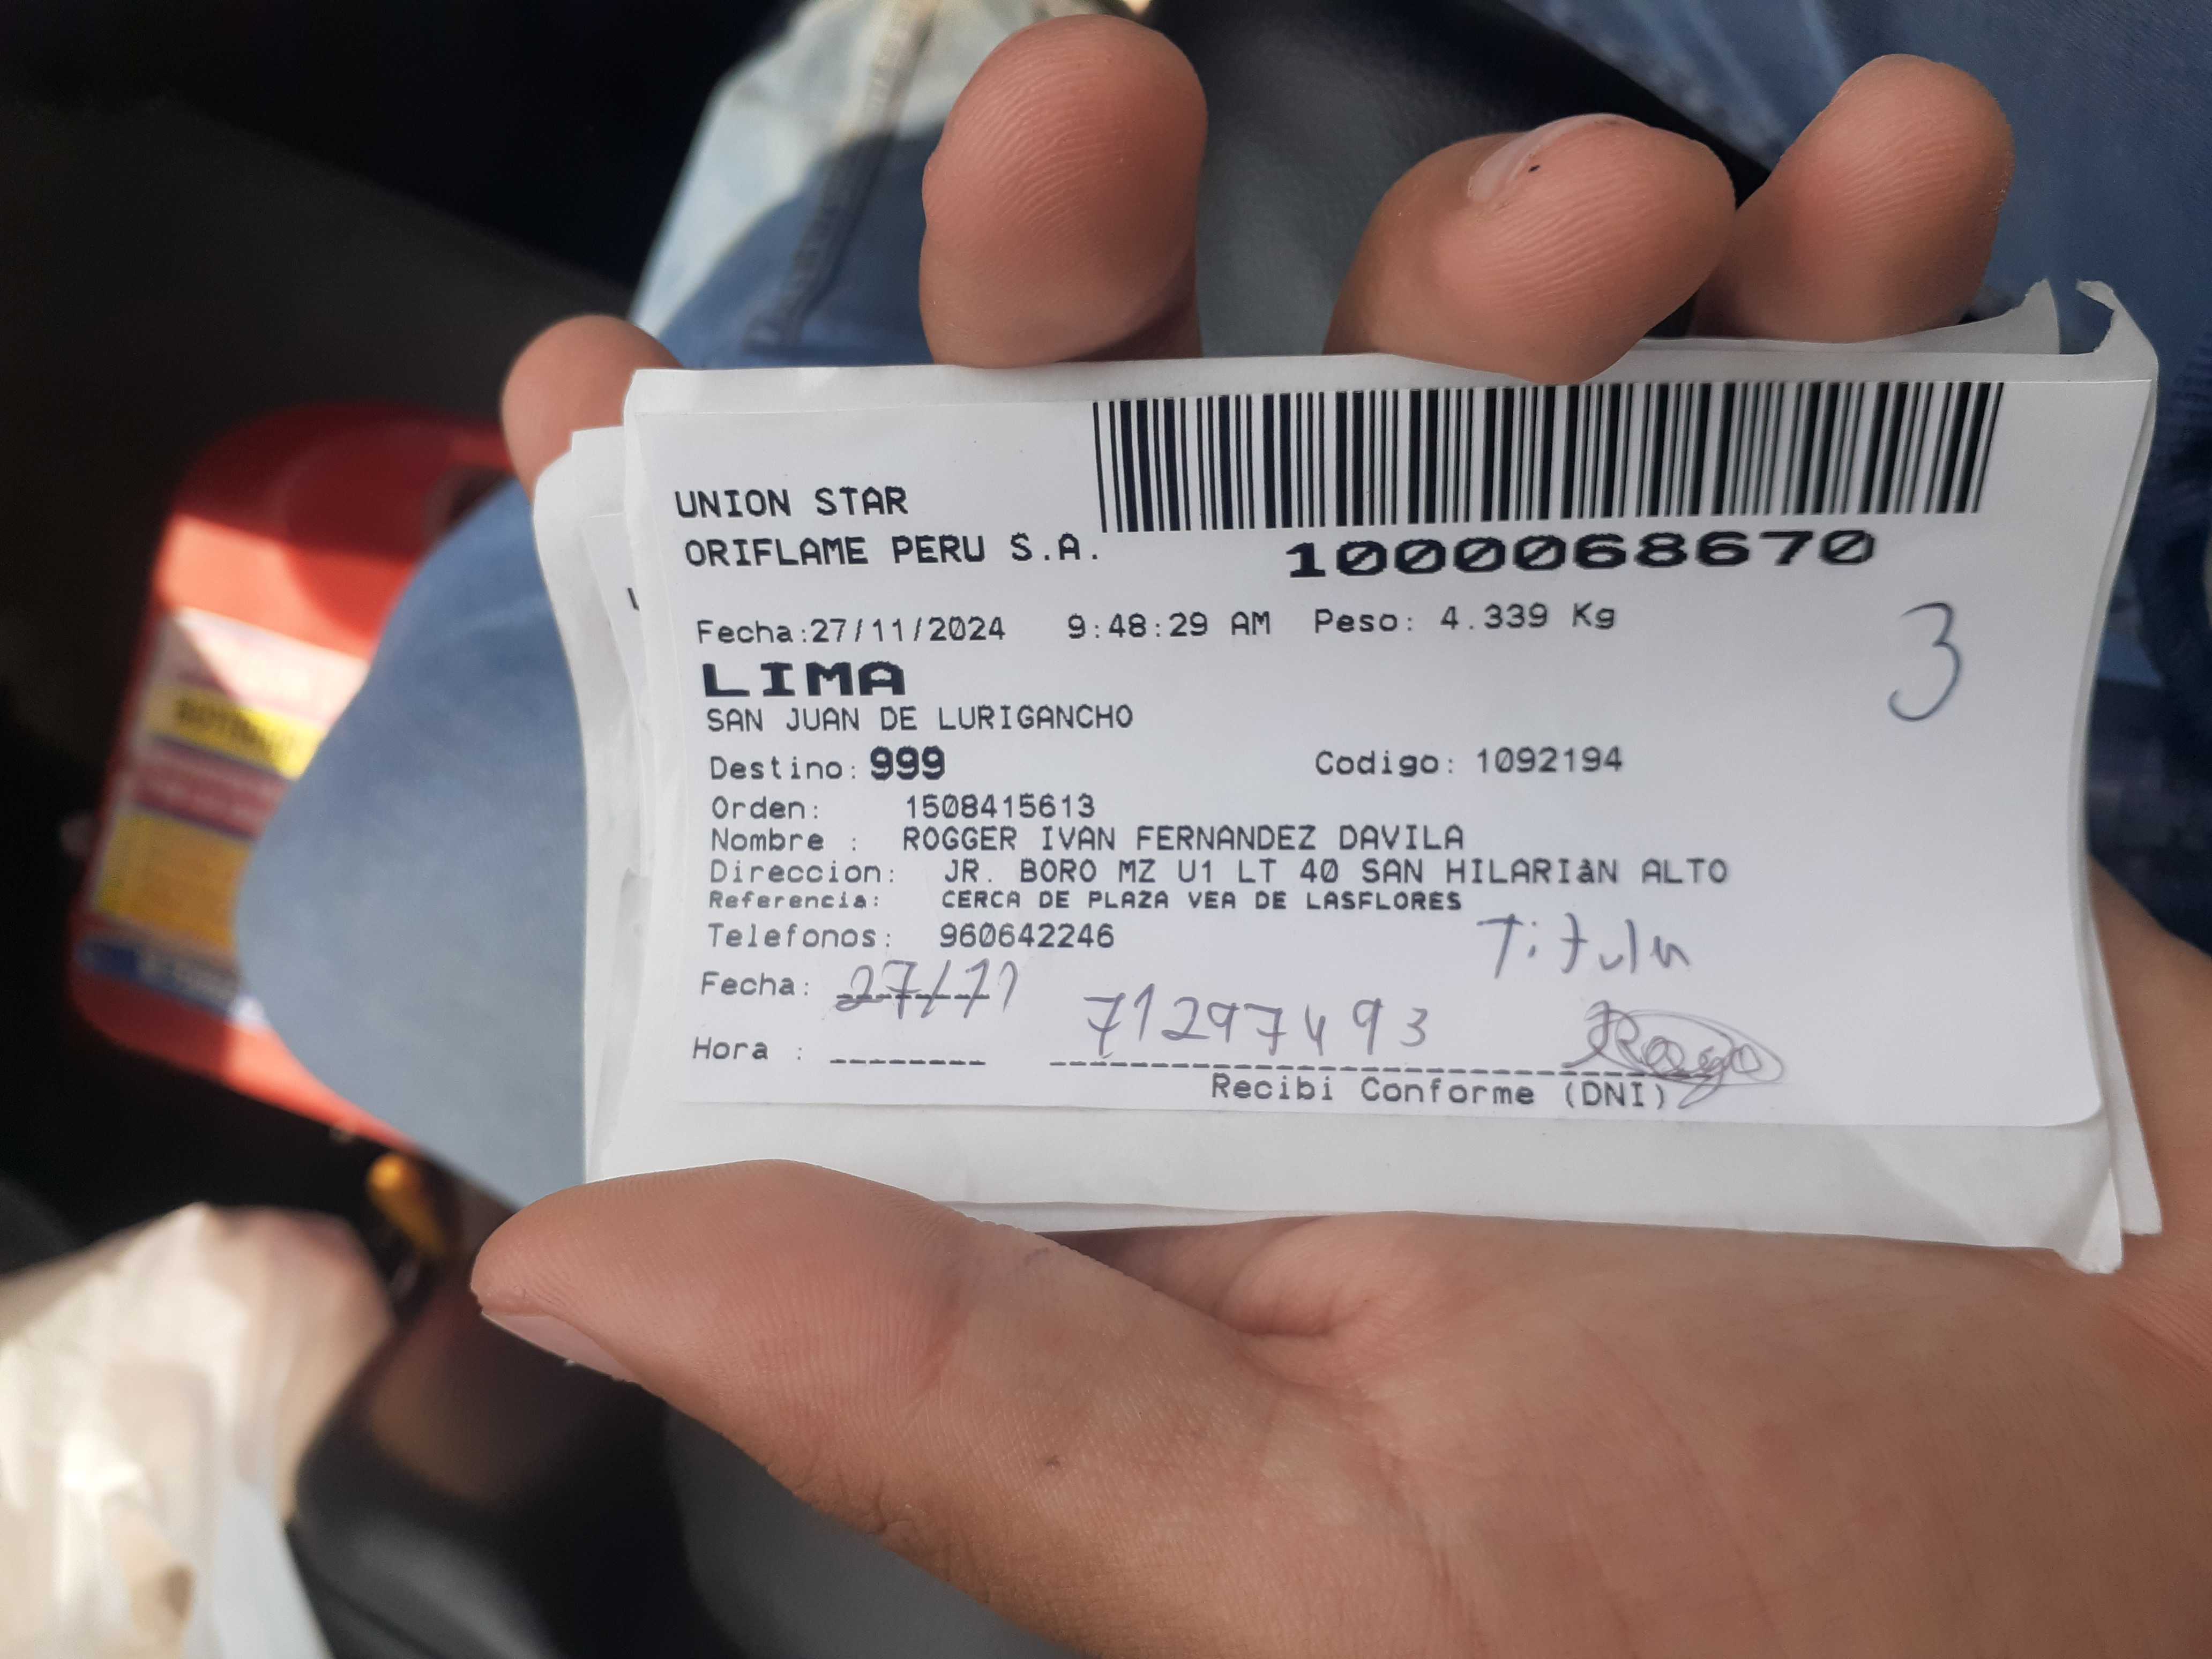 UNION STAR
ORIFLAME PERU S.A.
1000068670
Fecha:27/11/2024 9:48:29 AM Peso: 4.339 Kg
3
LIMA
SAN JUAN DE LURIGANCHO
Destino: 999 Codigo: 1092194
Orden: 1508415613
Nombre : ROGGER IVAN FERNANDEZ DAVILA
Direccion: JR. BORO MZ U1 LT 40 SAN HILARIàN ALTO
Referencia: CERCA DE PLAZA VEA DE LASFLORES
Telefonos: 960642246
Titular
Fecha: 27/11
71297493
Hora : --------
Recibi Conforme (DNI)